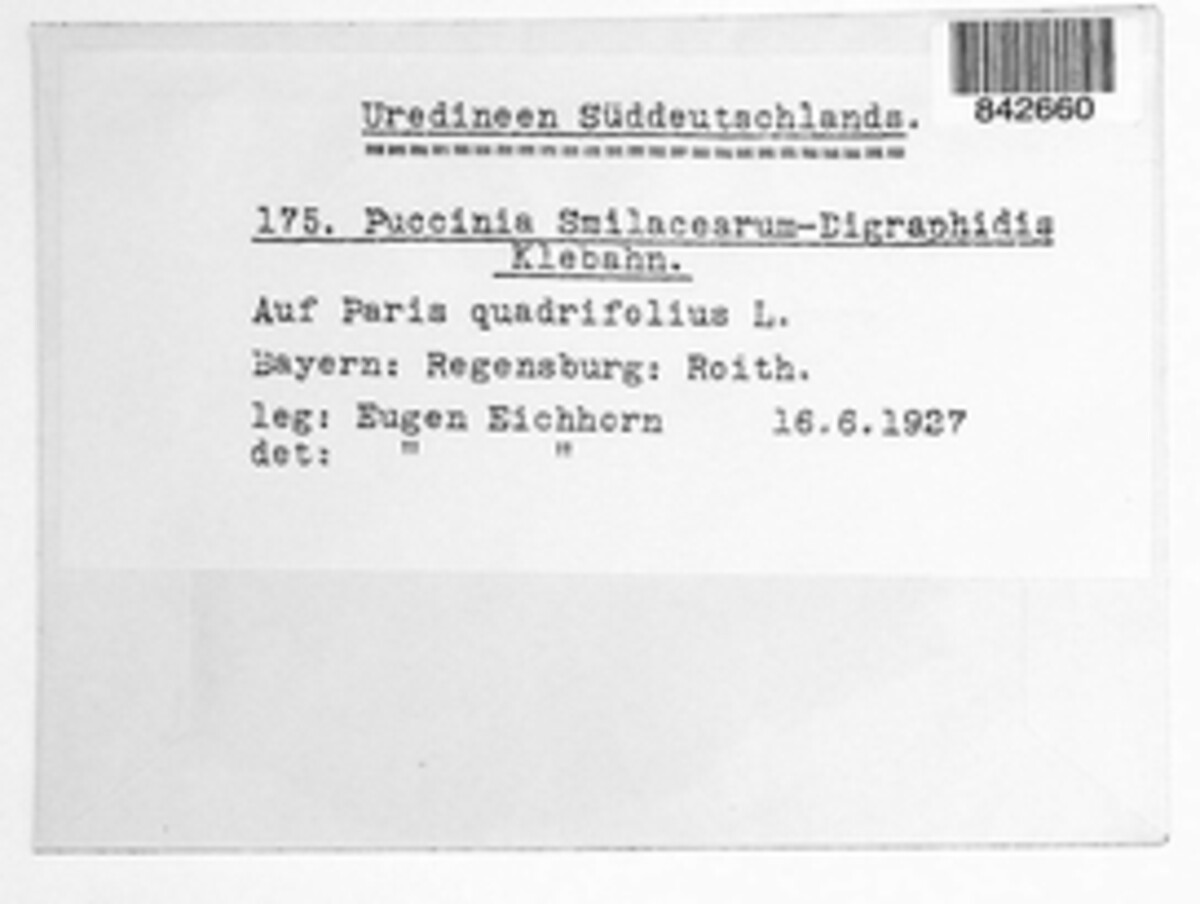 842660
Uredineen Süddeutschlands.
175. Puccinia Smilacearum-Digraphidis
Klebahn.
Auf Paris quadrifolius L.
Bayern: Regensburg: Roith.
leg: Eugen Eichhorn 16.6.1927
det: " "